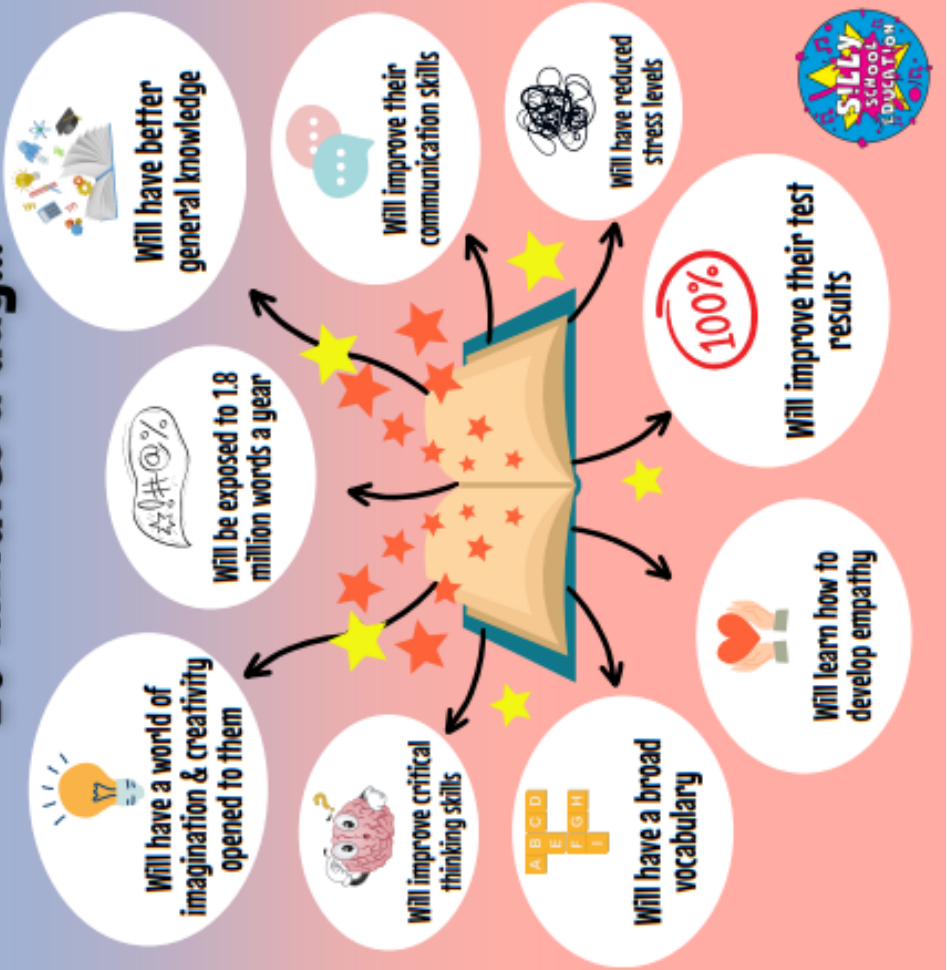 Will have a world of
imagination & creativity
opened to them
*!#@%
Will be exposed to 1.8
million words a year
Will have better
general knowledge
?
Will improve critical
thinking skills
Will improve their
communication skills
A B C D
E
F G H
I
Will have a broad
vocabulary
Will have reduced
stress levels
Will learn how to
develop empathy
100%
Will improve their test
results
S!LLY
SCHOOL
EDUCATION